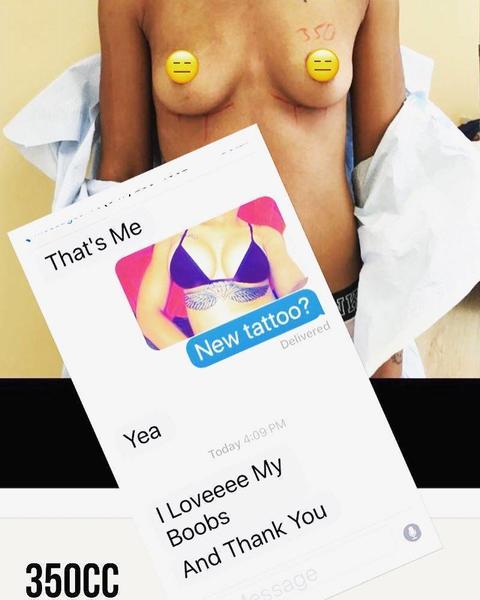 350
That's Me
New tattoo?
Delivered
Yea
Today 4:09 PM
I Loveeee My
Boobs
And Thank You
Message
350CC